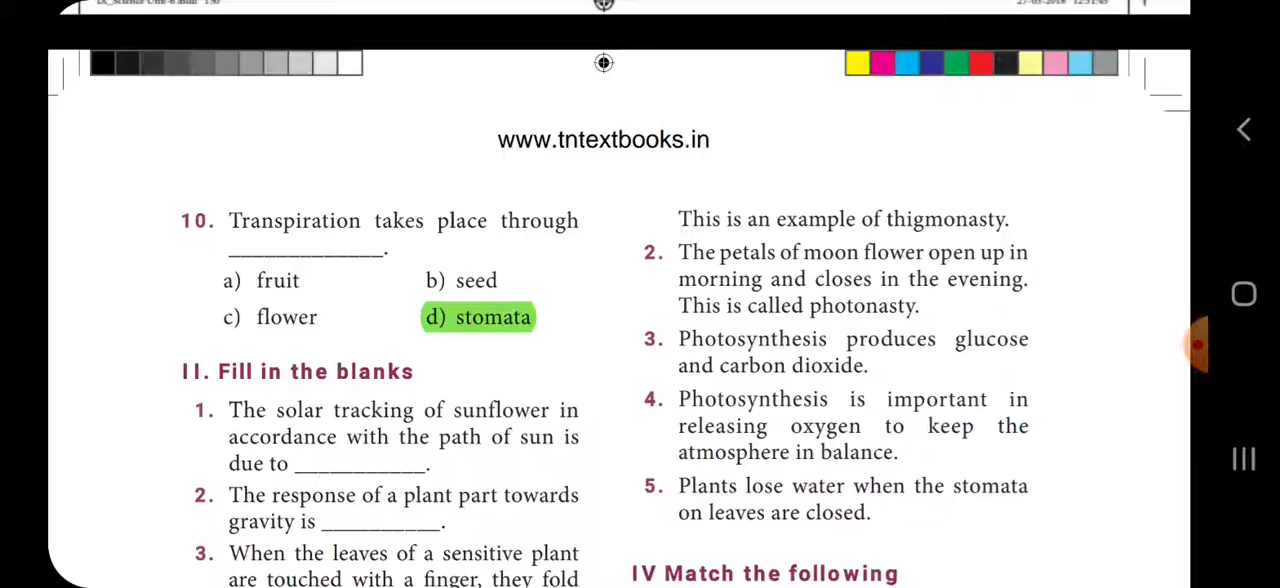 www.tntextbooks.in
10. Transpiration takes place through
______________.
a) fruit b) seed
c) flower d) stomata
II. Fill in the blanks
1. The solar tracking of sunflower in
accordance with the path of sun is
due to ____________.
2. The response of a plant part towards
gravity is ___________.
3. When the leaves of a sensitive plant
are touched with a finger, they fold
This is an example of thigmonasty.
2. The petals of moon flower open up in
morning and closes in the evening.
This is called photonasty.
3. Photosynthesis produces glucose
and carbon dioxide.
4. Photosynthesis is important in
releasing oxygen to keep the
atmosphere in balance.
5. Plants lose water when the stomata
on leaves are closed.
IV Match the following